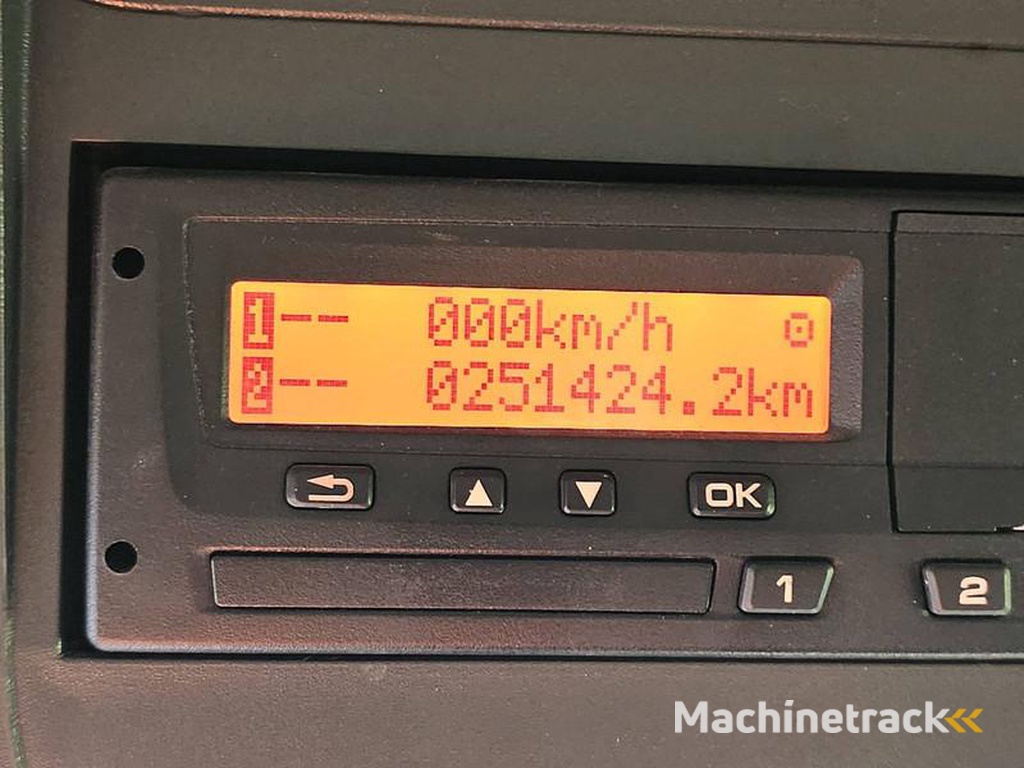 1-- 000km/h
2-- 0251424.2km
OK
1 2
Machinetrack